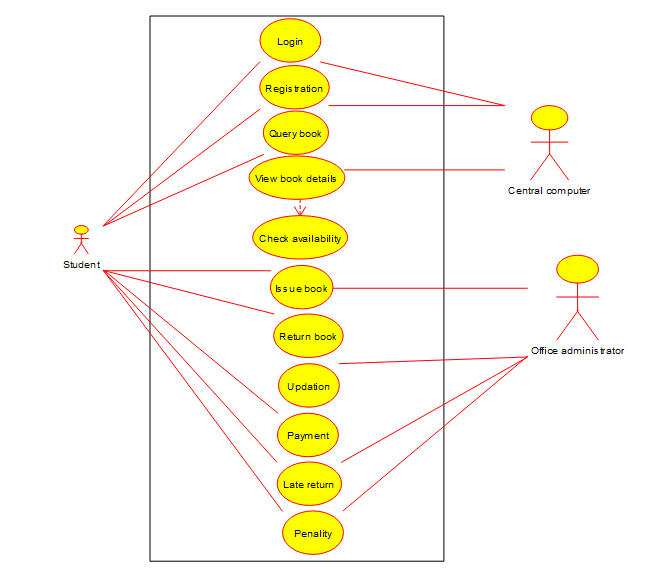 Login
Registration
Query book
View book details
Central computer
Check availability
Student
Issue book
Return book
Office administrator
Updation
Payment
Late return
Penality